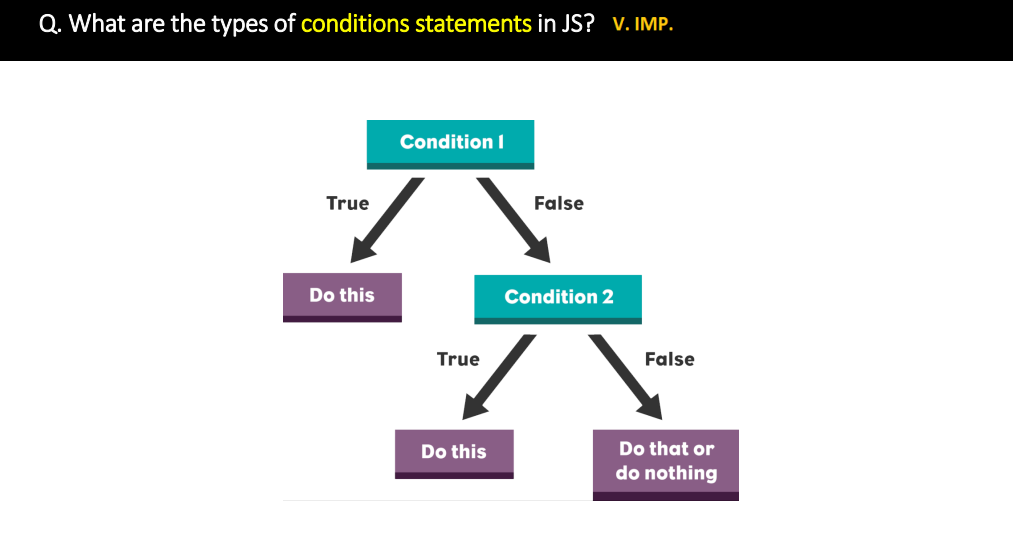 Q. What are the types of conditions statements in JS? V. IMP.
Condition 1
True
False
Do this
Condition 2
True
False
Do this
Do that or
do nothing